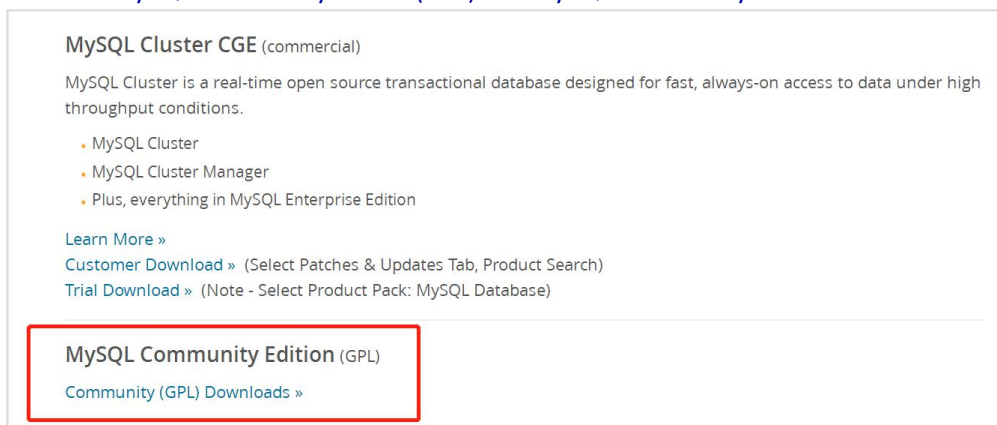 MySQL Cluster CGE (commercial)
MySQL Cluster is a real-time open source transactional database designed for fast, always-on access to data under high
throughput conditions.
• MySQL Cluster
• MySQL Cluster Manager
• Plus, everything in MySQL Enterprise Edition
Learn More »
Customer Download » (Select Patches & Updates Tab, Product Search)
Trial Download » (Note - Select Product Pack: MySQL Database)
MySQL Community Edition (GPL)
Community (GPL) Downloads »